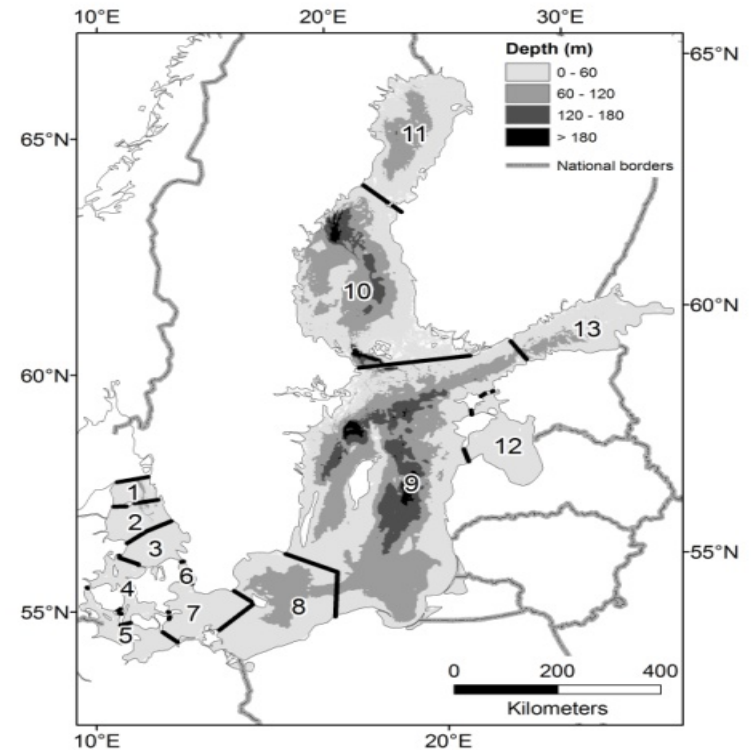 10°E 20°E 30°E
Depth (m)
0 - 60
60 - 120
120 - 180
> 180
National borders
65°N
65°N
11
10
60°N
13
60°N
12
9
1
2
3
55°N
6
4
8
7
55°N
5
0 200 400
Kilometers
10°E 20°E